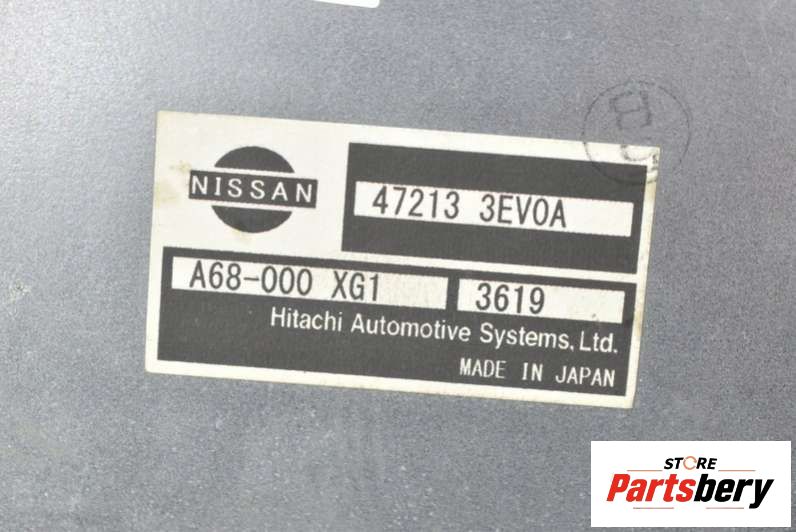 NISSAN
47213 3EV0A
A68-000 XG1
3619
Hitachi Automotive Systems, Ltd.
MADE IN JAPAN
STORE
Partsbery